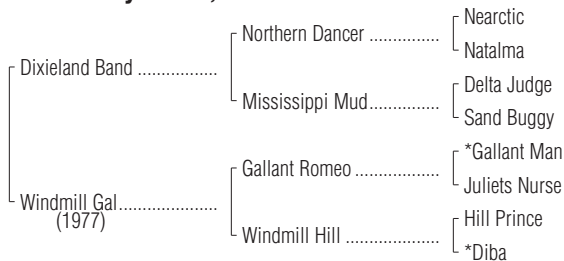 Nearctic
Northern Dancer ................
Natalma
Dixieland Band ..................
Delta Judge
Mississippi Mud................
Sand Buggy
*Gallant Man
Gallant Romeo ...................
Juliets Nurse
Windmill Gal......................
(1977)
Hill Prince
Windmill Hill .....................
*Diba